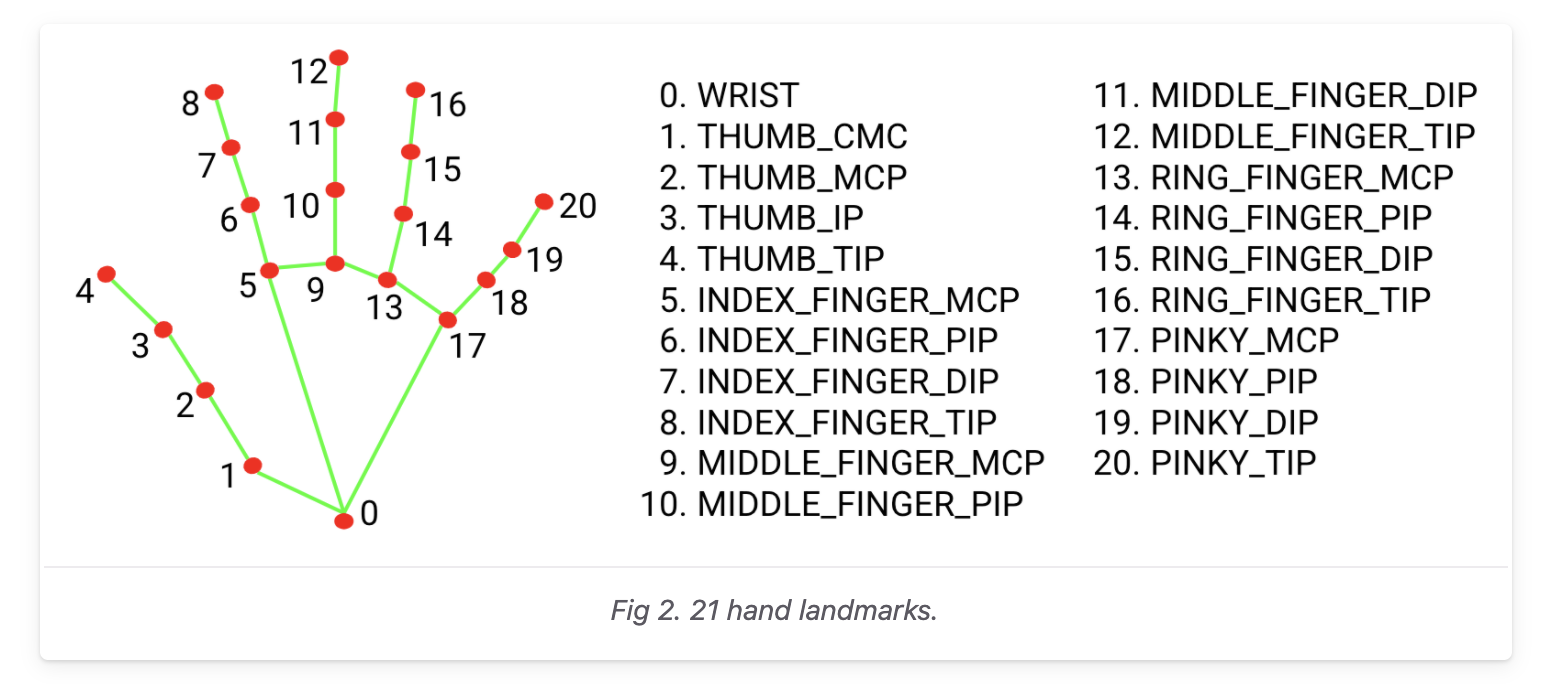 12
8
16
11
7
15
10
6
14
20
19
4
5
9
13
18
3
17
2
1
0
0. WRIST
1. THUMB_CMC
2. THUMB_MCP
3. THUMB_IP
4. THUMB_TIP
5. INDEX_FINGER_MCP
6. INDEX_FINGER_PIP
7. INDEX_FINGER_DIP
8. INDEX_FINGER_TIP
9. MIDDLE_FINGER_MCP
10. MIDDLE_FINGER_PIP
11. MIDDLE_FINGER_DIP
12. MIDDLE_FINGER_TIP
13. RING_FINGER_MCP
14. RING_FINGER_PIP
15. RING_FINGER_DIP
16. RING_FINGER_TIP
17. PINKY_MCP
18. PINKY_PIP
19. PINKY_DIP
20. PINKY_TIP
Fig 2. 21 hand landmarks.